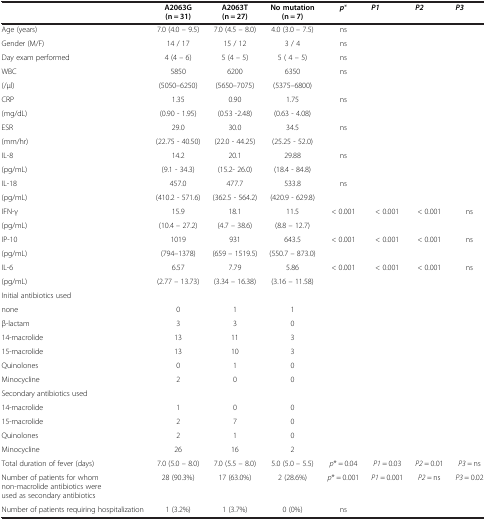 A2063G A2063T No mutation p* P1 P2 P3
(n = 31) (n = 27) (n = 7)
Age (years) 7.0 (4.0 – 9.5) 7.0 (4.5 – 8.0) 4.0 (3.0 – 7.5) ns
Gender (M/F) 14 / 17 15 / 12 3 / 4 ns
Day exam performed 4 (4 – 6) 5 (4 – 5) 5 ( 4 – 5) ns
WBC 5850 6200 6350 ns
(/μl) (5050–6250) (5650–7075) (5375–6800)
CRP 1.35 0.90 1.75 ns
(mg/dL) (0.90 - 1.95) (0.53 -2.48) (0.63 - 4.08)
ESR 29.0 30.0 34.5 ns
(mm/hr) (22.75 - 40.50) (22.0 - 44.25) (25.25 - 52.0)
IL-8 14.2 20.1 29.88 ns
(pg/mL) (9.1 - 34.3) (15.2- 26.0) (18.4 - 84.8)
IL-18 457.0 477.7 533.8 ns
(pg/mL) (410.2 - 571.6) (362.5 - 564.2) (420.9 - 629.8)
IFN-γ 15.9 18.1 11.5 < 0.001 < 0.001 < 0.001 ns
(pg/mL) (10.4 – 27.2) (4.7 – 38.6) (8.8 – 12.7)
IP-10 1019 931 643.5 < 0.001 < 0.001 < 0.001 ns
(pg/mL) (794–1378) (659 – 1519.5) (550.7 – 873.0)
IL-6 6.57 7.79 5.86 < 0.001 < 0.001 < 0.001 ns
(pg/mL) (2.77 – 13.73) (3.34 – 16.38) (3.16 – 11.58)
Initial antibiotics used
none 0 1 1
β-lactam 3 3 0
14-macrolide 13 11 3
15-macrolide 13 10 3
Quinolones 0 1 0
Minocycline 2 0 0
Secondary antibiotics used
14-macrolide 1 0 0
15-macrolide 2 7 0
Quinolones 2 1 0
Minocycline 26 16 2
Total duration of fever (days) 7.0 (5.0 – 8.0) 7.0 (5.5 – 8.0) 5.0 (5.0 – 5.5) p* = 0.04 P1 = 0.03 P2 = 0.01 P3 = ns
Number of patients for whom 28 (90.3%) 17 (63.0%) 2 (28.6%) p* = 0.001 P1 = 0.001 P2 = ns P3 = 0.02
non-macrolide antibiotics were
used as secondary antibiotics
Number of patients requiring hospitalization 1 (3.2%) 1 (3.7%) 0 (0%) ns